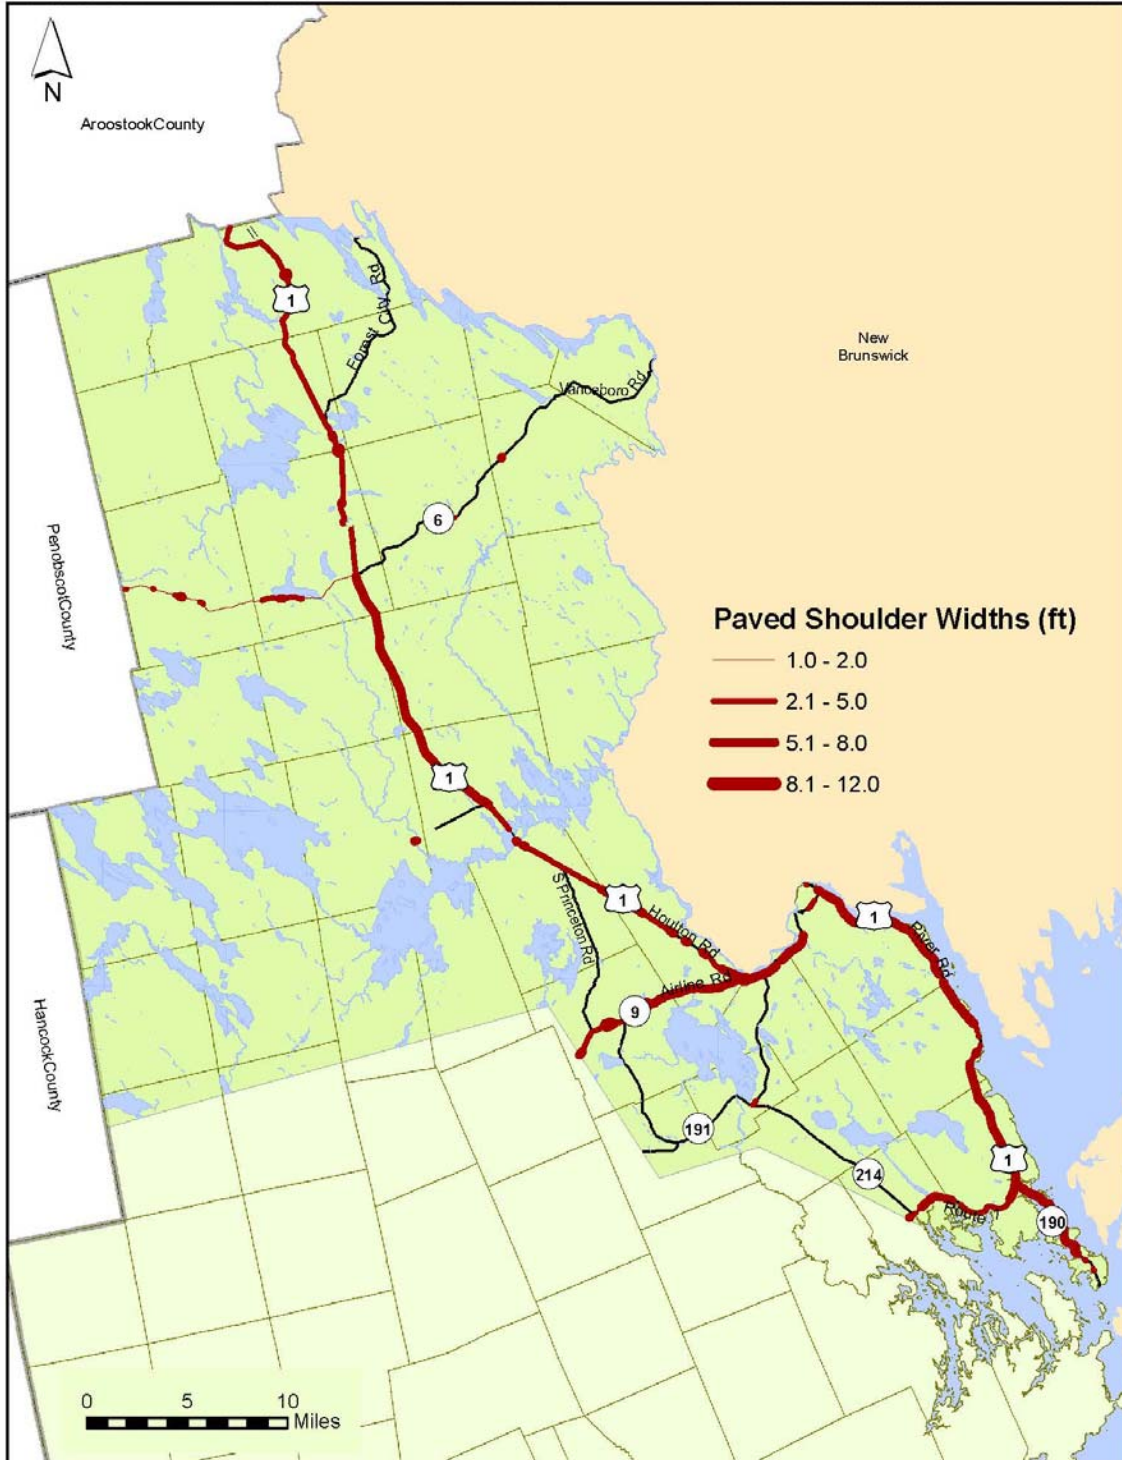 N
AroostookCounty
1
Forest City Rd
New
Brunswick
Vanceboro Rd
6
PenobscotCounty
Paved Shoulder Widths (ft)
1.0 - 2.0
2.1 - 5.0
5.1 - 8.0
8.1 - 12.0
1
S Princeton Rd
1
Houlton Rd
1
River Rd
Airline Rd
9
HancockCounty
191
1
214
Route 1
190
0 5 10
Miles